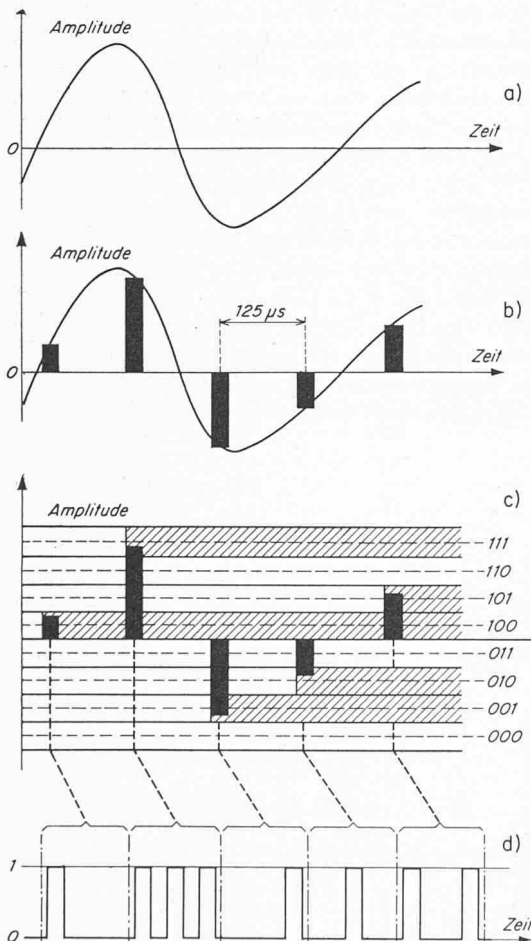 Amplitude
a)
Zeit
0
Amplitude
b)
125 µs
Zeit
0
Amplitude
c)
111
110
101
100
011
010
001
000
d)
1
0
Zeit